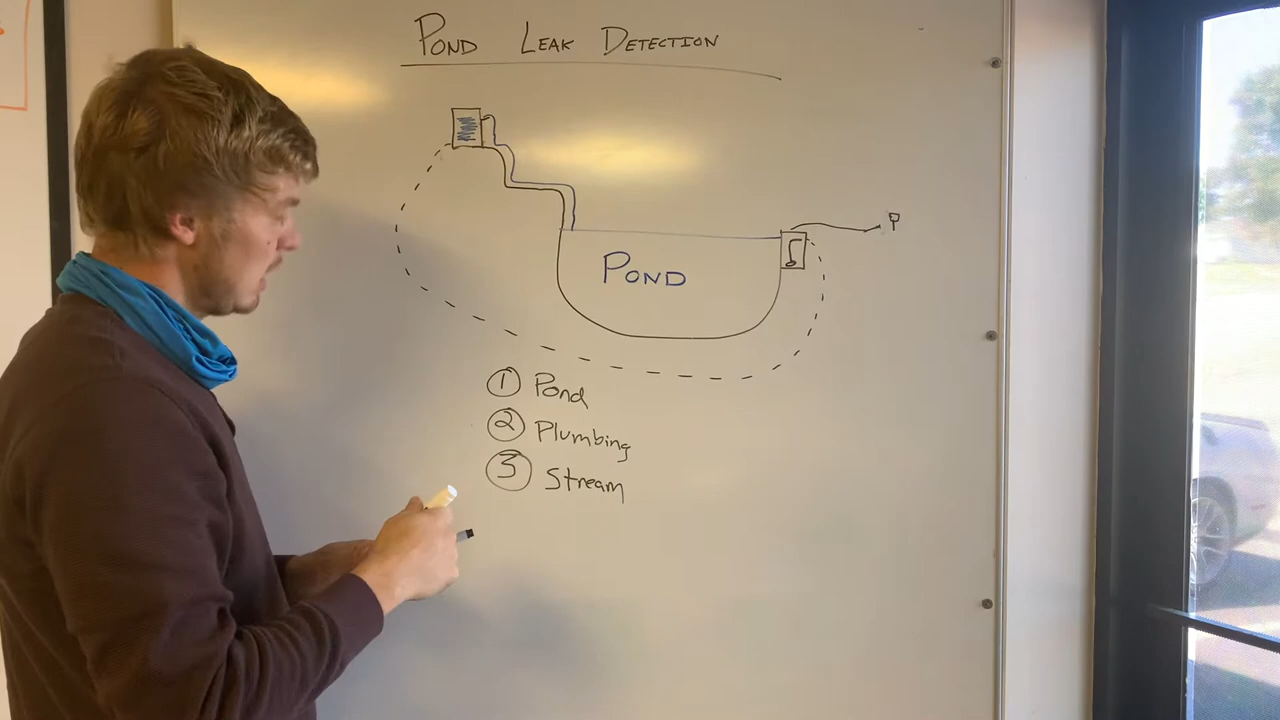 POND LEAK DETECTION
POND
① Pond
② Plumbing
③ Stream